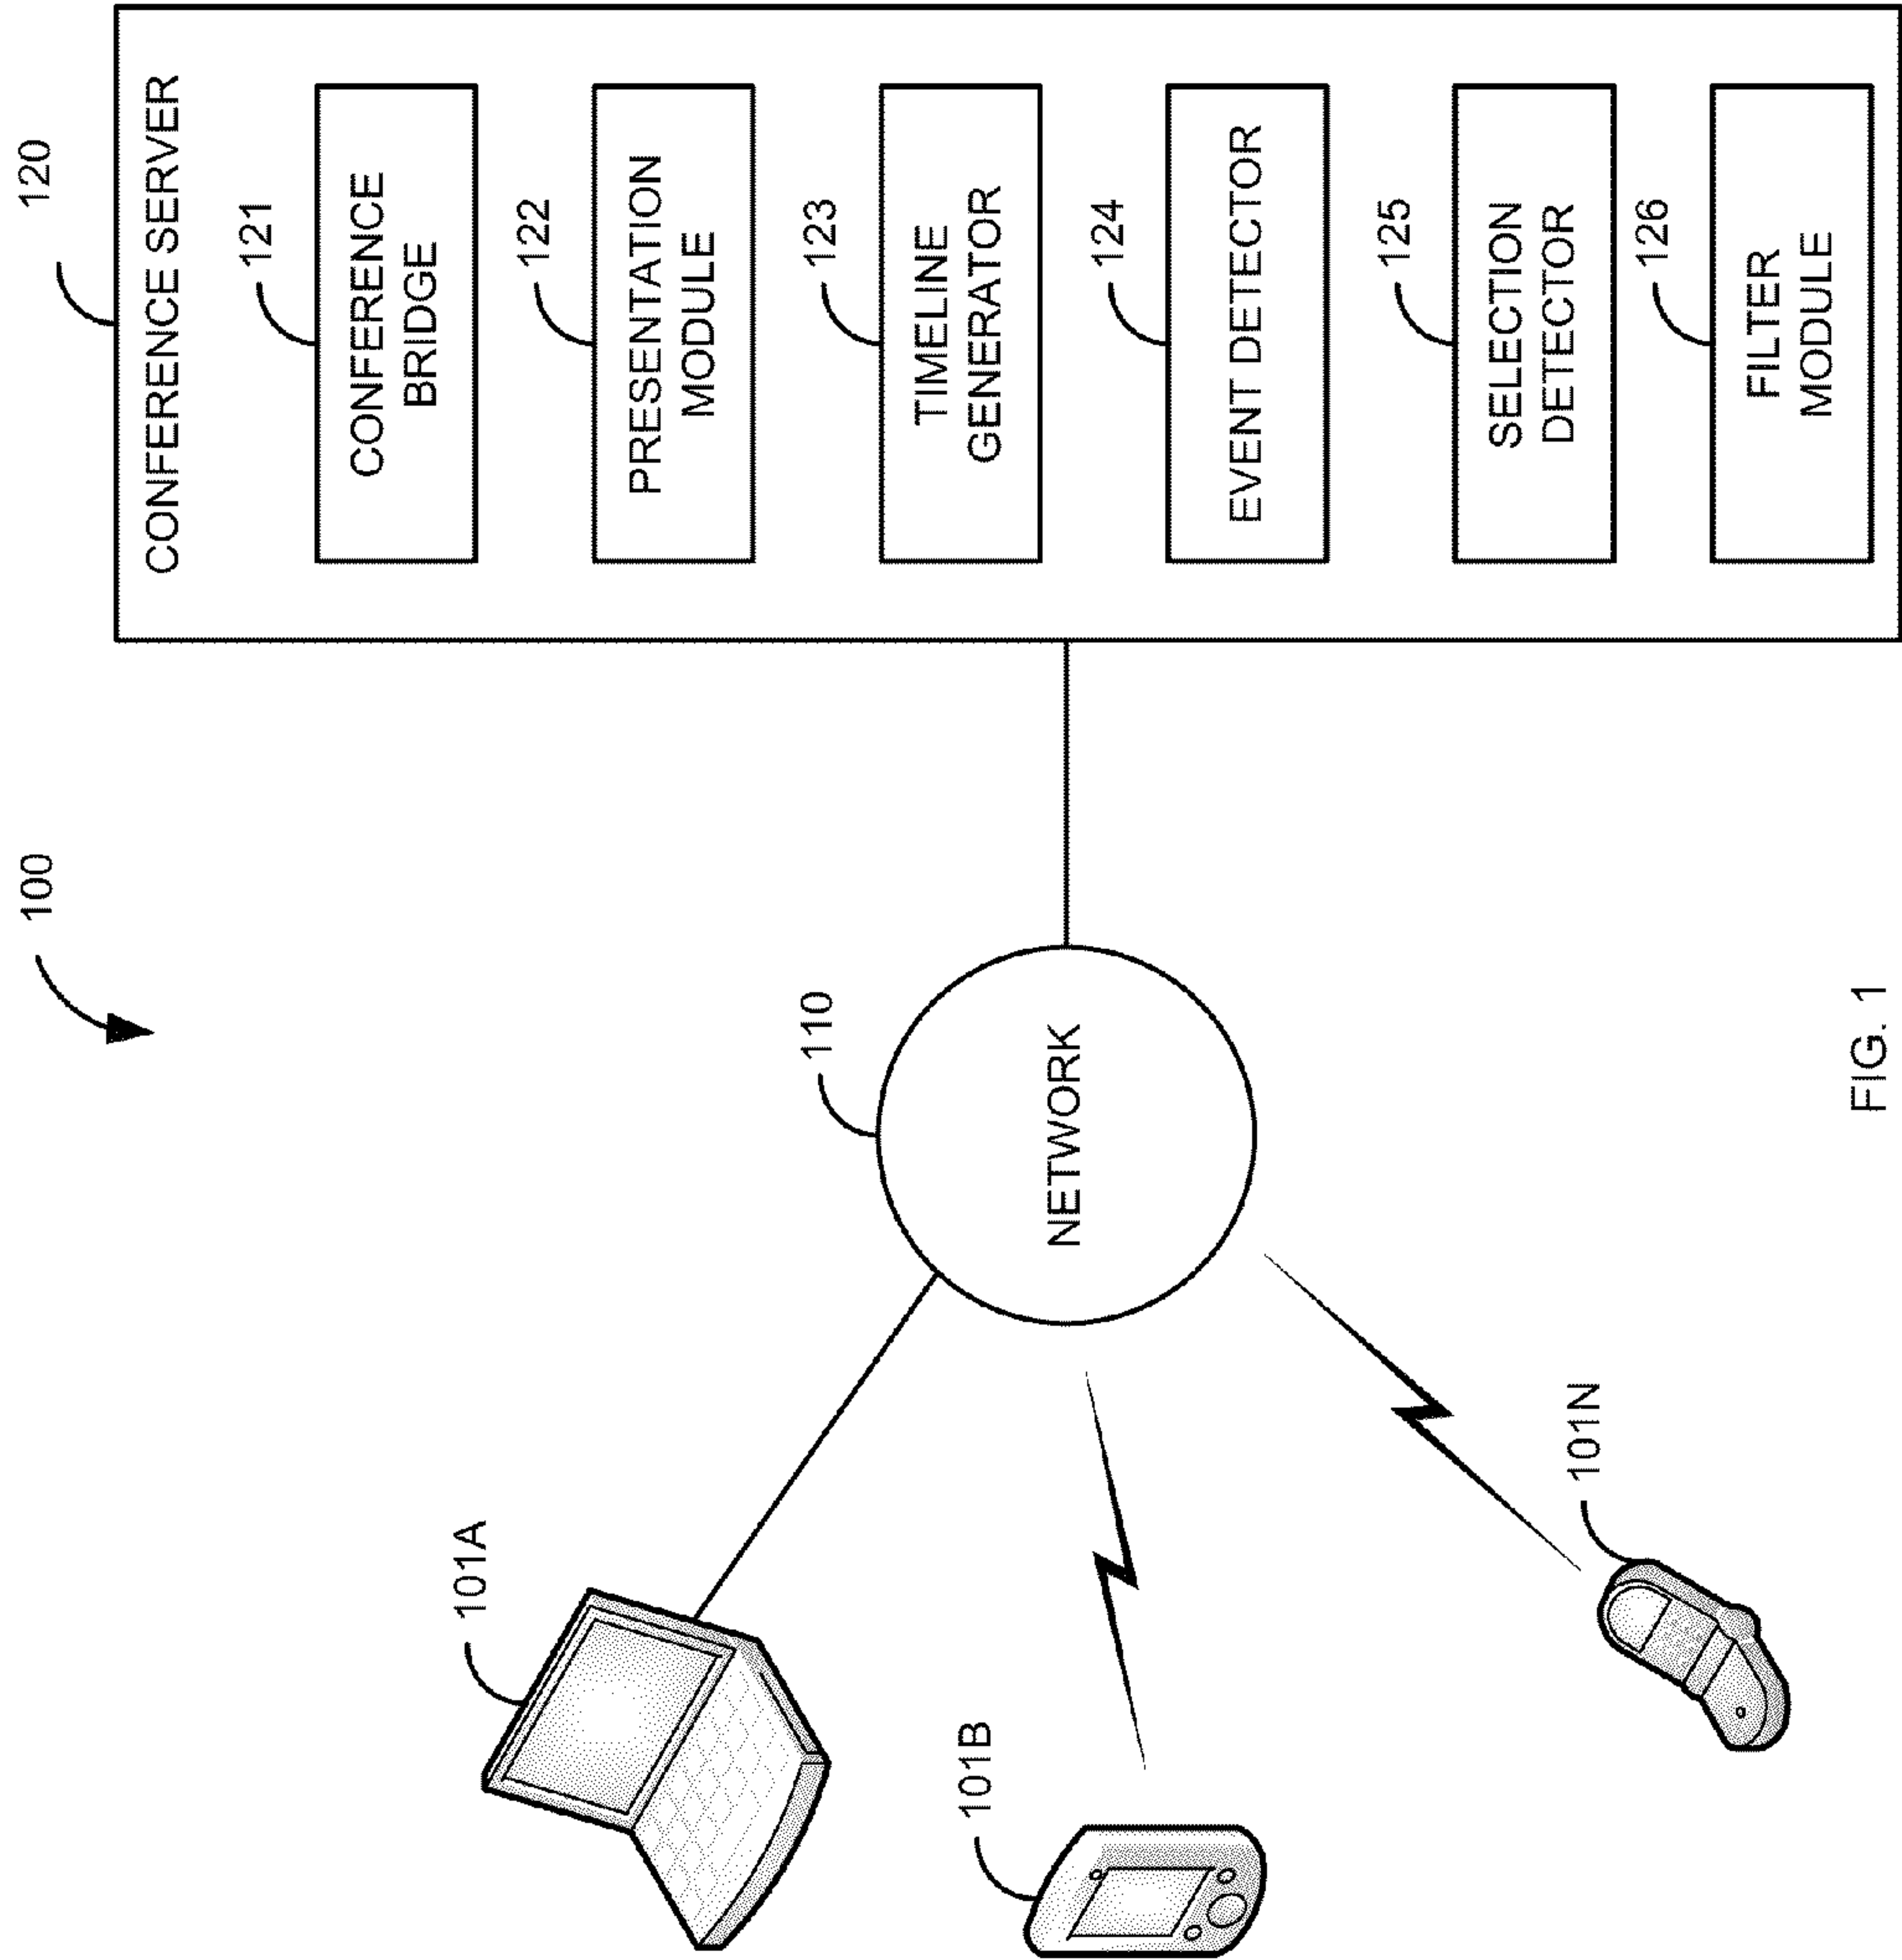 100
120
CONFERENCE SERVER
121
CONFERENCE
BRIDGE
122
PRESENTATION
MODULE
123
TIMELINE
GENERATOR
124
EVENT DETECTOR
125
SELECTION
DETECTOR
126
FILTER
MODULE
110
NETWORK
101A
101B
101N
FIG. 1